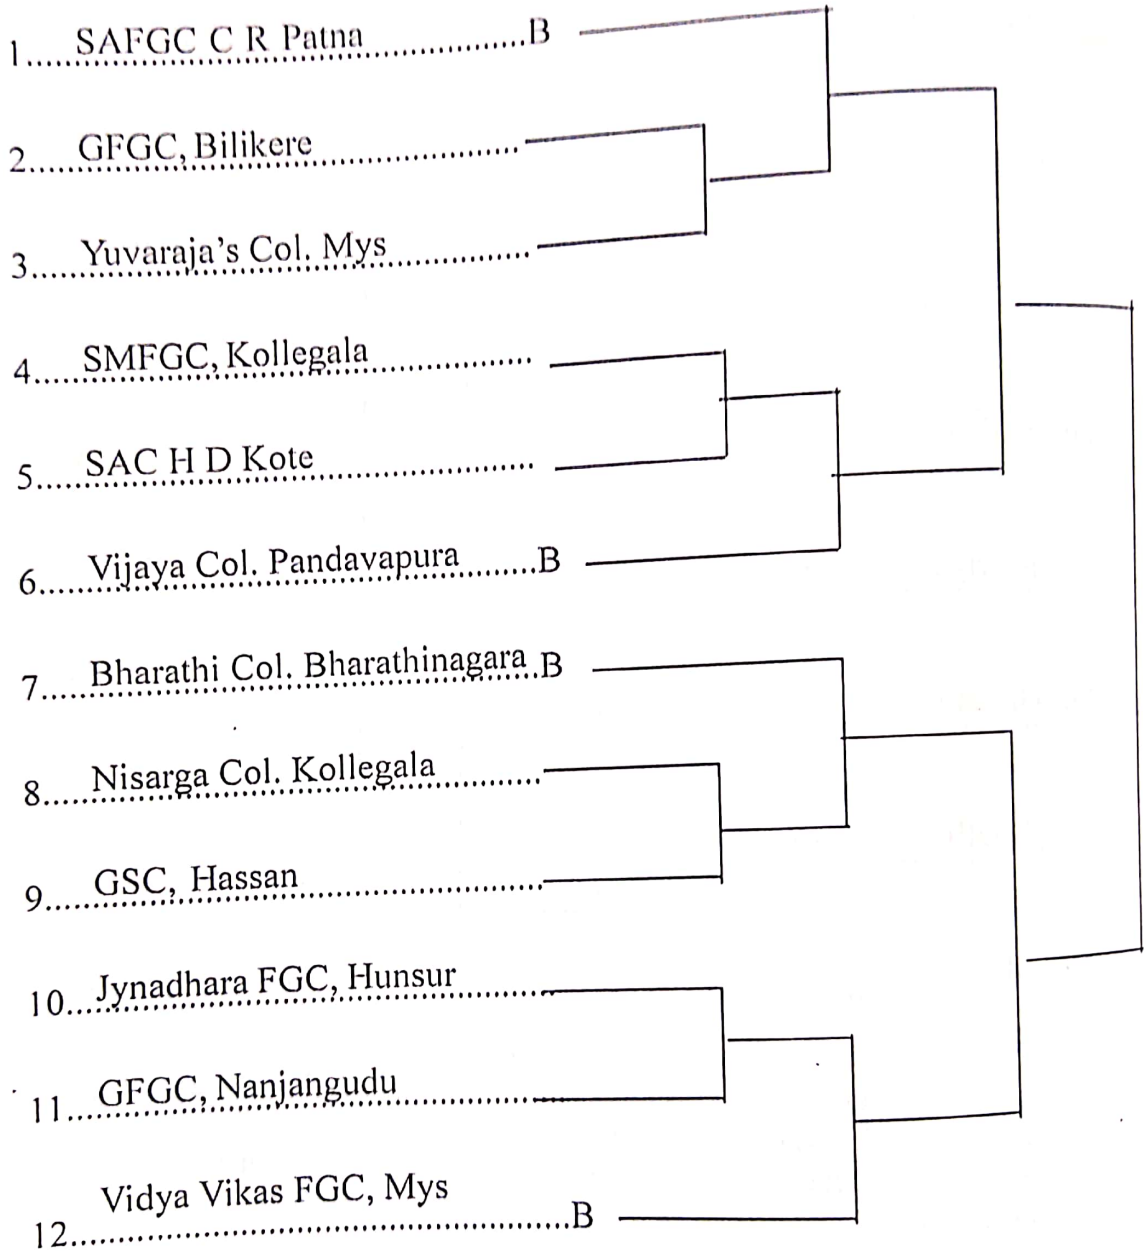 1.....SAFGC C R Patna....................B
2.....GFGC, Bilikere....................
3.....Yuvaraja's Col. Mys....................
4.....SMFGC, Kollegala....................
5.....SAC H D Kote....................
6.....Vijaya Col. Pandavapura........B
7.....Bharathi Col. Bharathinagara..B
8.....Nisarga Col. Kollegala............
9.....GSC, Hassan....................
10....Jynadhara FGC, Hunsur............
11....GFGC, Nanjangudu....................
12....Vidya Vikas FGC, Mys............B